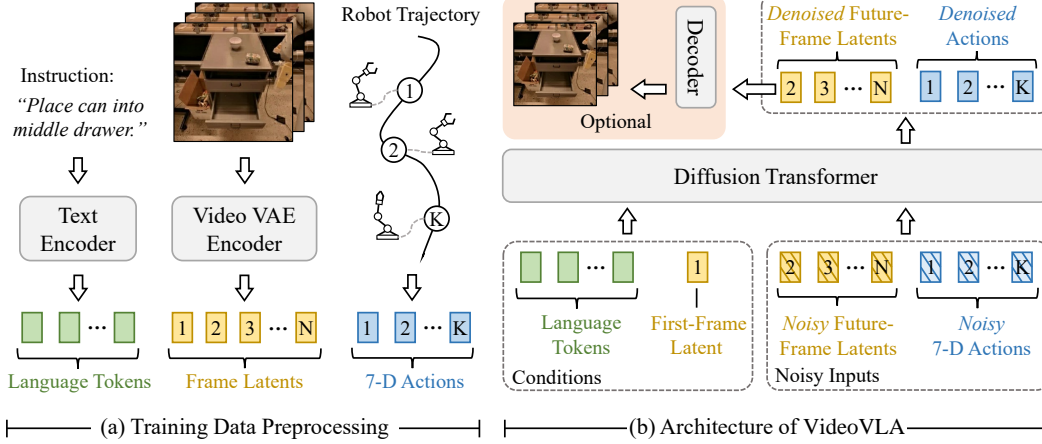 Instruction:
“Place can into
middle drawer.”
Text
Encoder
Language Tokens
Video VAE
Encoder
1 2 3 ··· N
Frame Latents
Robot Trajectory
1
2
K
1 2 ··· K
7-D Actions
(a) Training Data Preprocessing
Optional
Decoder
Denoised Future-
Frame Latents
2 3 ··· N
Denoised
Actions
1 2 ··· K
Diffusion Transformer
Language
Tokens
1
First-Frame
Latent
Conditions
2 3 ··· N
Noisy Future-
Frame Latents
1 2 ··· K
Noisy
7-D Actions
Noisy Inputs
(b) Architecture of VideoVLA